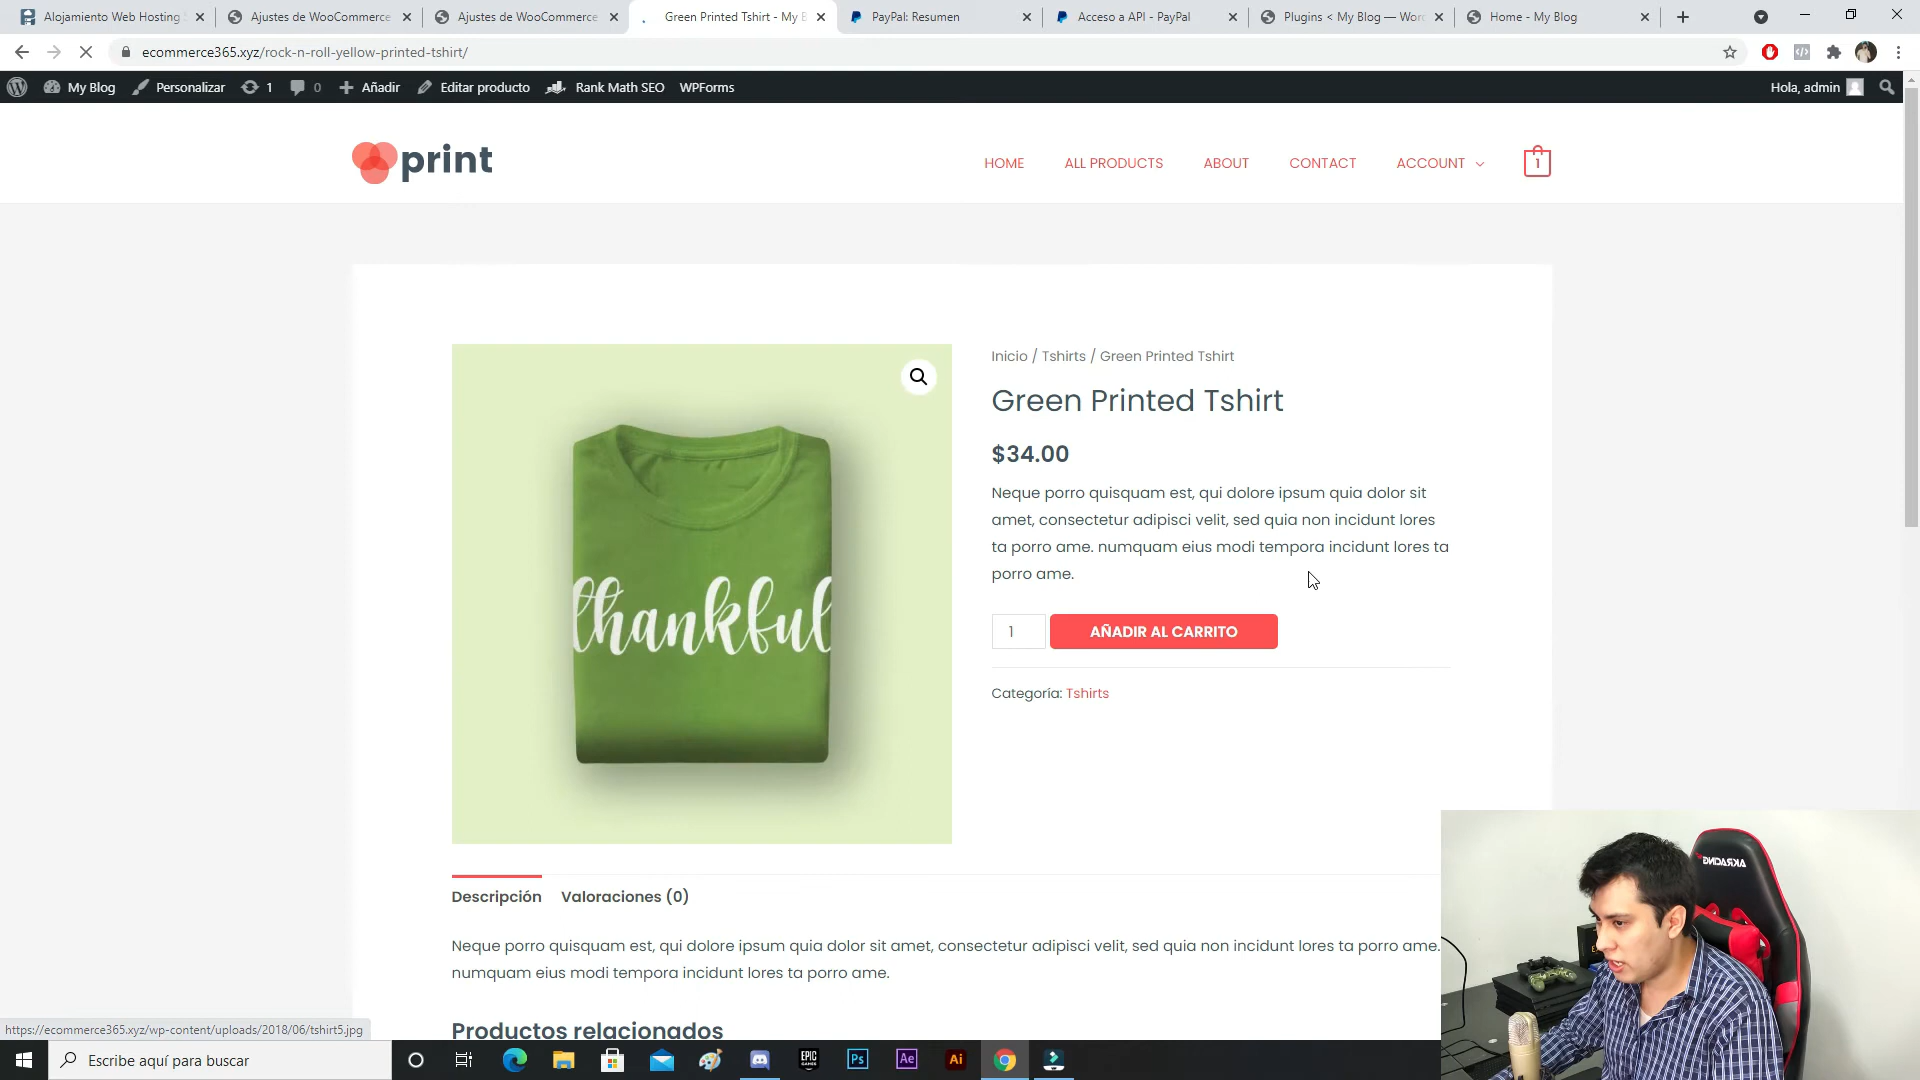 Alojamiento Web Hosting
Ajustes de WooCommerce
Ajustes de WooCommerce
Green Printed Tshirt - My B
PayPal: Resumen
Acceso a API - PayPal
Plugins < My Blog — Wor
Home - My Blog
ecommerce365.xyz/rock-n-roll-yellow-printed-tshirt/
My Blog
Personalizar
1
0
Añadir
Editar producto
Rank Math SEO
WPForms
Hola, admin
print
HOME
ALL PRODUCTS
ABOUT
CONTACT
ACCOUNT
1
Inicio / Tshirts / Green Printed Tshirt
Green Printed Tshirt
$34.00
Neque porro quisquam est, qui dolore ipsum quia dolor sit
amet, consectetur adipisci velit, sed quia non incidunt lores
ta porro ame. numquam eius modi tempora incidunt lores ta
porro ame.
thankful
1
AÑADIR AL CARRITO
Categoría: Tshirts
Descripción
Valoraciones (0)
Neque porro quisquam est, qui dolore ipsum quia dolor sit amet, consectetur adipisci velit, sed quia non incidunt lores ta porro ame.
numquam eius modi tempora incidunt lores ta porro ame.
Productos relacionados
https://ecommerce365.xyz/wp-content/uploads/2018/06/tshirt5.jpg
AKRACING
Escribe aquí para buscar
EPIC
GAMES
Ps
Ae
Ai